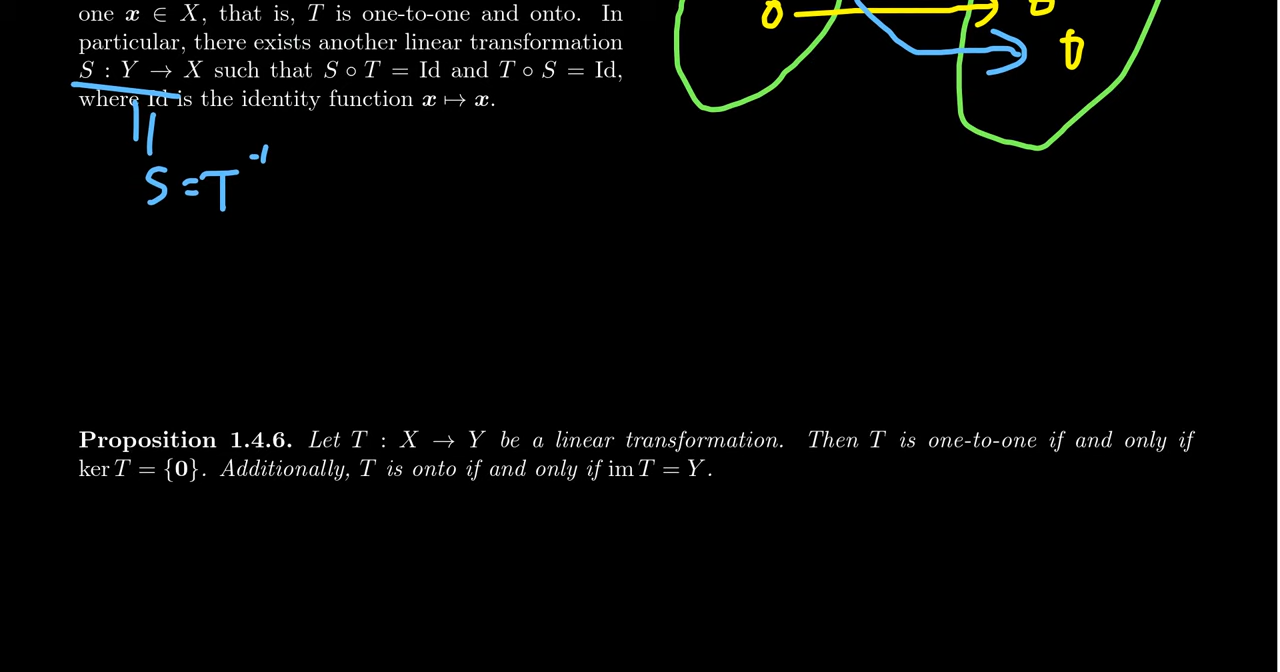 one x ∈ X, that is, T is one-to-one and onto. In
particular, there exists another linear transformation
S : Y → X such that S ∘ T = Id and T ∘ S = Id,
where Id is the identity function x ↦ x.
S = T⁻¹
0
Proposition 1.4.6. Let T : X → Y be a linear transformation. Then T is one-to-one if and only if
ker T = {0}. Additionally, T is onto if and only if im T = Y.